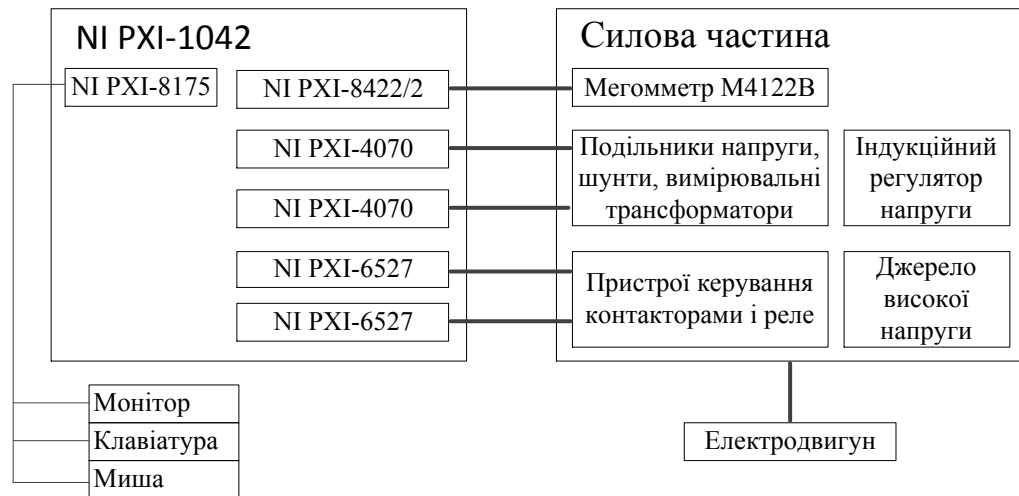 NI PXI-1042
NI PXI-8175
NI PXI-8422/2
NI PXI-4070
NI PXI-4070
NI PXI-6527
NI PXI-6527
Монітор
Клавіатура
Миша
Силова частина
Мегомметр М4122В
Подільники напруги,
шунти, вимірювальні
трансформатори
Індукційний
регулятор
напруги
Пристрої керування
контакторами і реле
Джерело
високої
напруги
Електродвигун